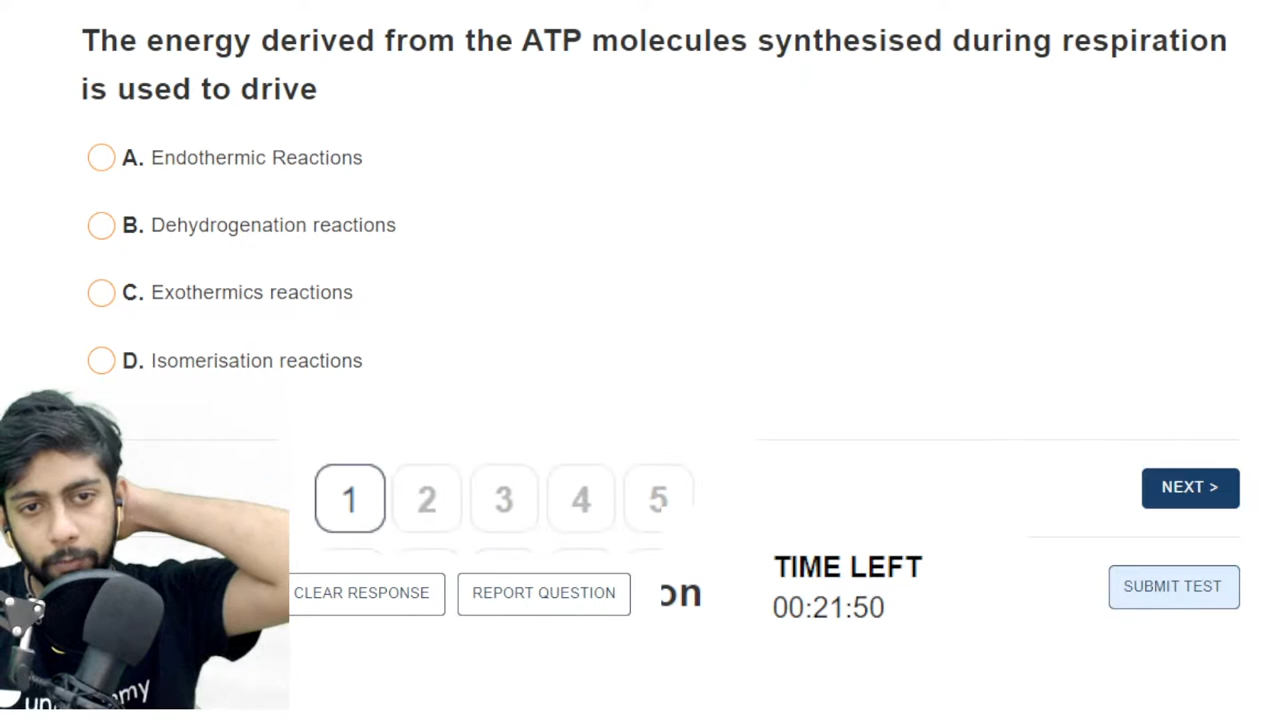 The energy derived from the ATP molecules synthesised during respiration
is used to drive
A. Endothermic Reactions
B. Dehydrogenation reactions
C. Exothermics reactions
D. Isomerisation reactions
1 2 3 4 5
NEXT >
CLEAR RESPONSE
REPORT QUESTION
on
TIME LEFT
00:21:50
SUBMIT TEST